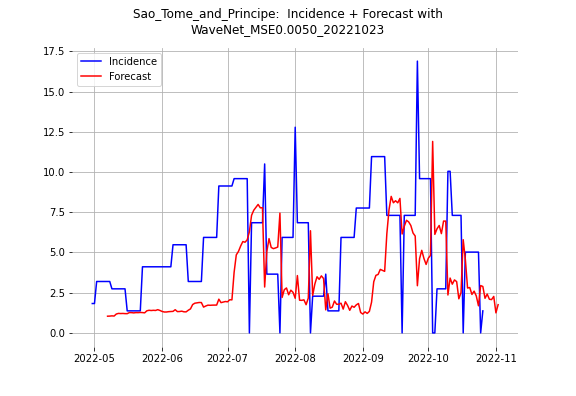 Sao_Tome_and_Principe:  Incidence + Forecast with
WaveNet_MSE0.0050_20221023
17.5
Incidence
Forecast
15.0
12.5
10.0
7.5
5.0
2.5
0.0
2022-05 2022-06 2022-07 2022-08 2022-09 2022-10 2022-11